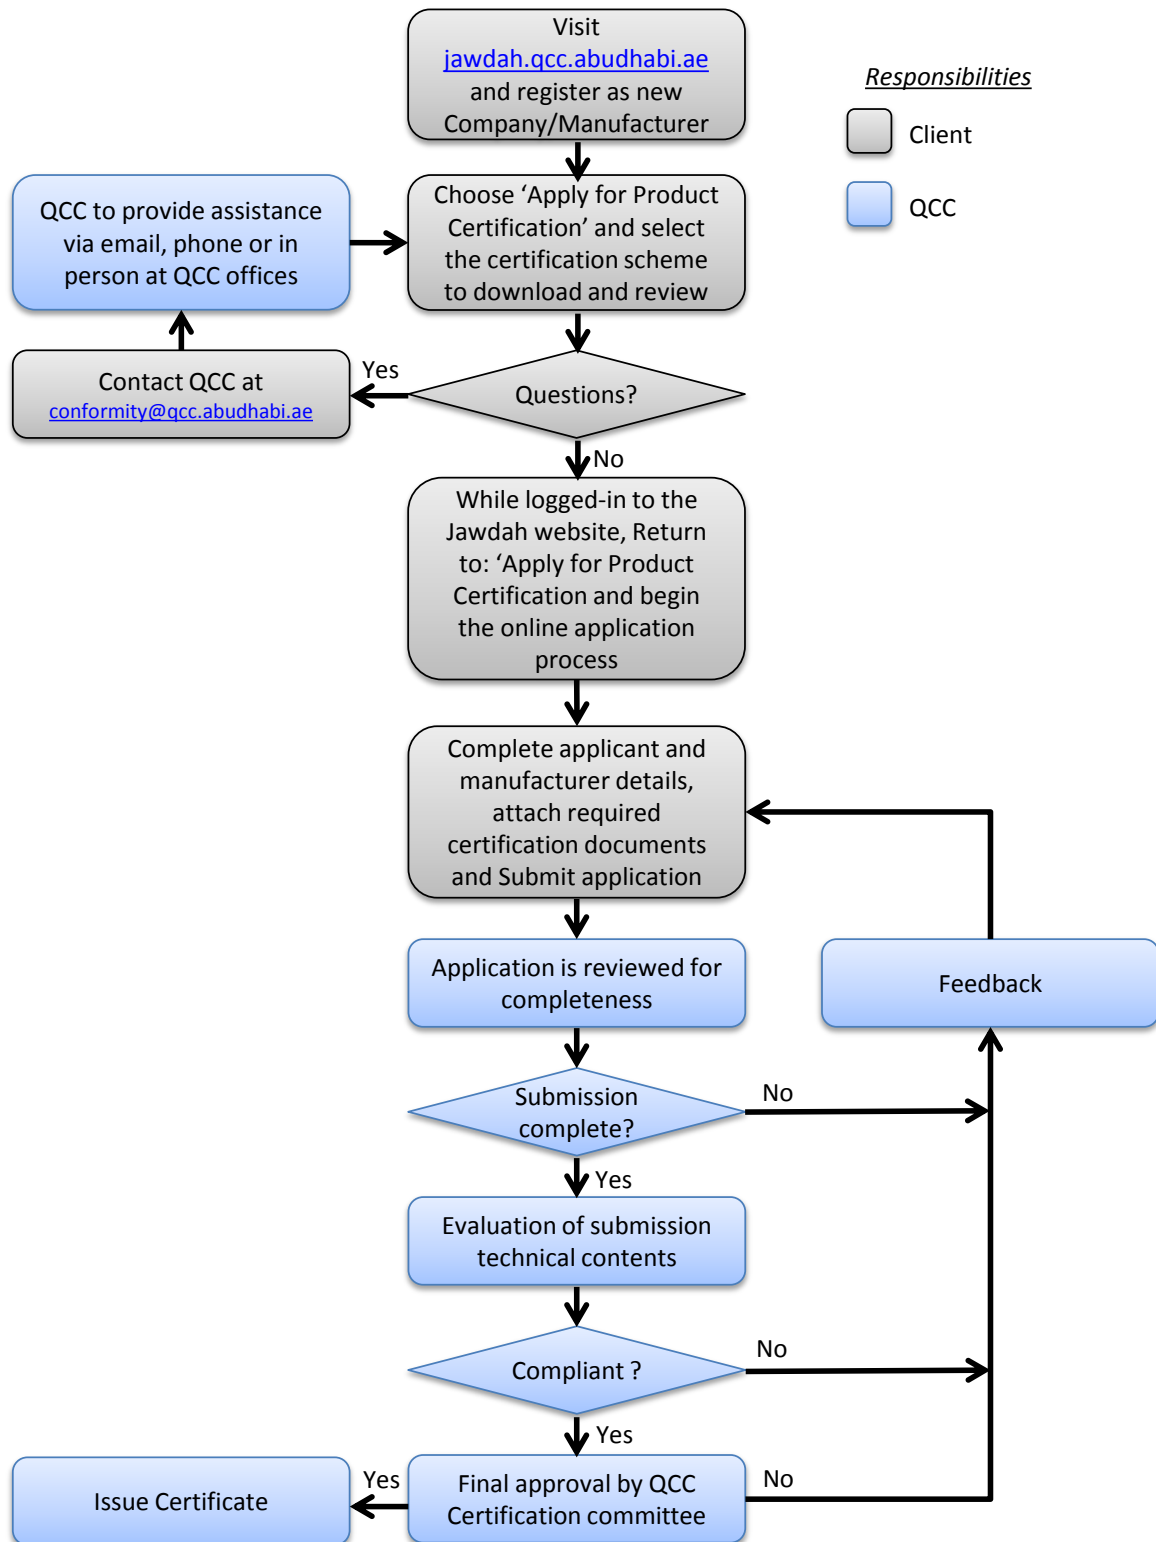 Visit
jawdah.qcc.abudhabi.ae
and register as new
Company/Manufacturer
Responsibilities
Client
QCC
QCC to provide assistance
via email, phone or in
person at QCC offices
Choose ‘Apply for Product
Certification’ and select
the certification scheme
to download and review
Contact QCC at
conformity@qcc.abudhabi.ae
Yes
Questions?
No
While logged-in to the
Jawdah website, Return
to: ‘Apply for Product
Certification and begin
the online application
process
Complete applicant and
manufacturer details,
attach required
certification documents
and Submit application
Application is reviewed for
completeness
Feedback
Submission
complete?
No
Yes
Evaluation of submission
technical contents
Compliant ?
No
Yes
Issue Certificate
Yes
Final approval by QCC
Certification committee
No